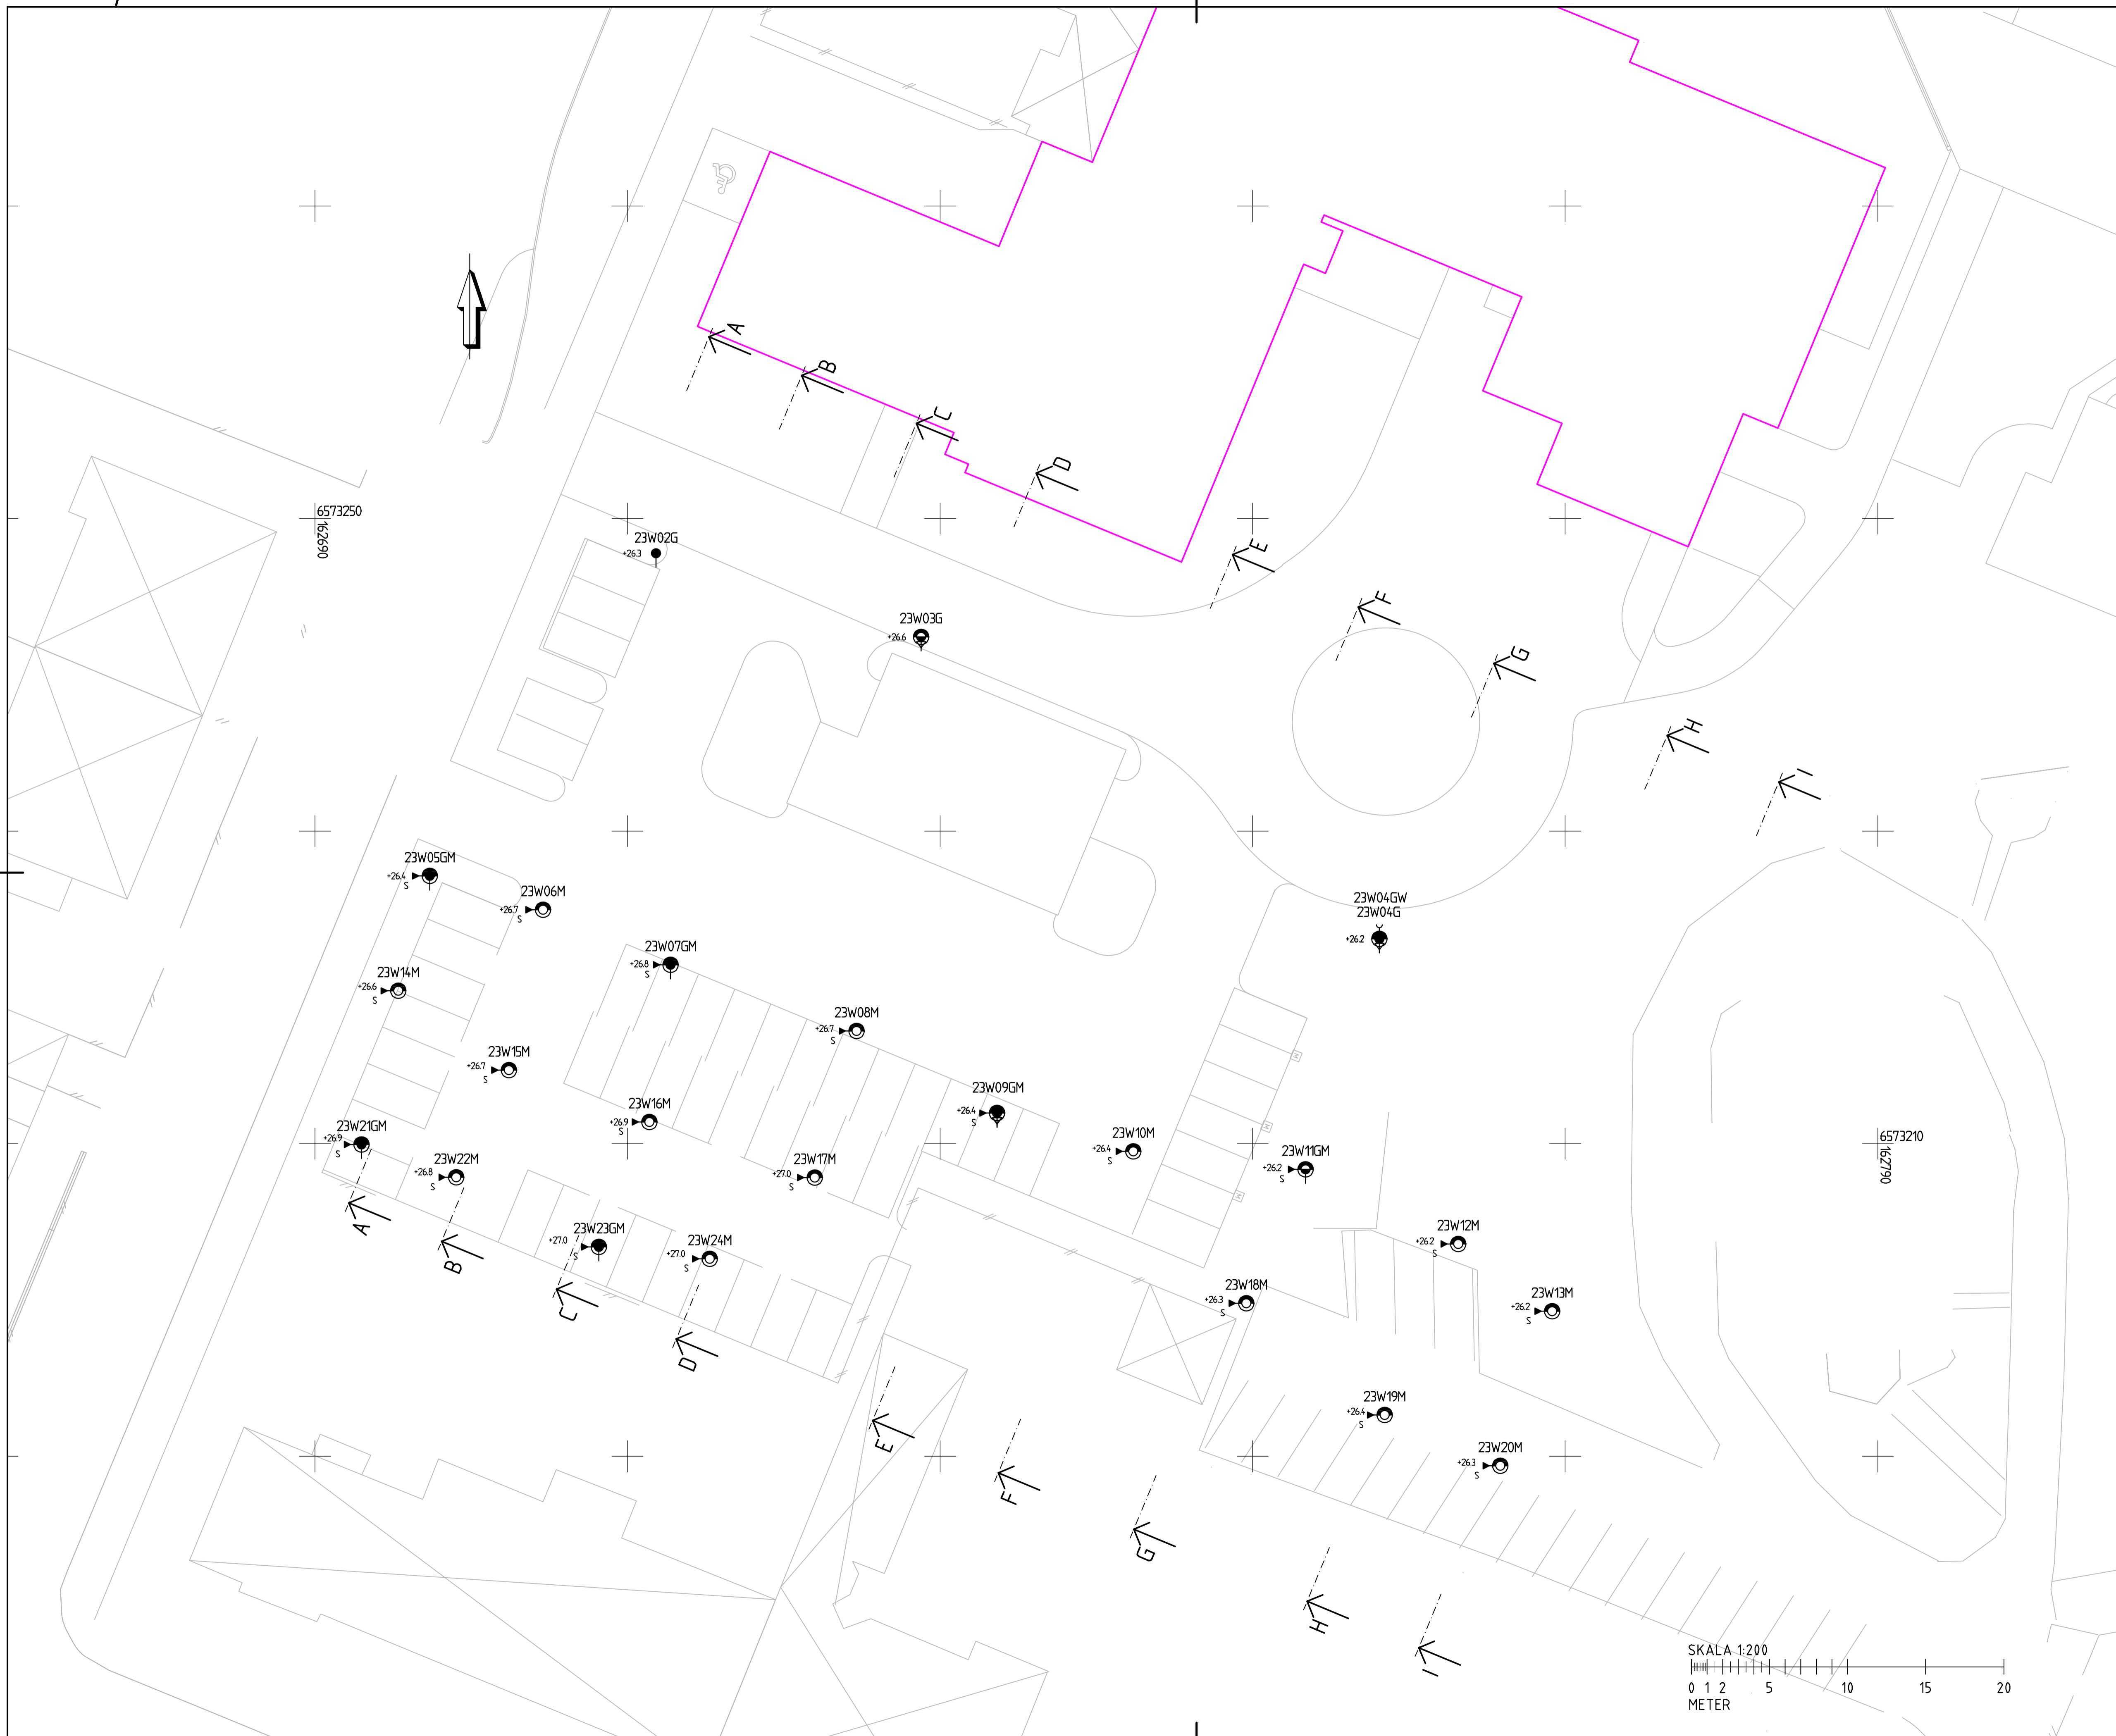 A
B
C
D
6573250
162690
23W02G
+26.3
E
F
23W03G
+26.6
G
H
I
23W05GM
+26.4
S
23W06M
+26.7
S
23W04GW
23W04G
+26.2
23W07GM
+26.8
S
23W14M
+26.6
S
23W08M
+26.7
S
23W15M
+26.7
S
M
23W09GM
+26.4
S
23W16M
+26.9
S
M
23W21GM
+26.9
S
23W10M
+26.4
S
23W11GM
+26.2
S
6573210
162790
23W22M
+26.8
S
23W17M
+27.0
S
M
A
B
23W23GM
+27.0
S
23W24M
+27.0
S
23W12M
+26.2
S
C
23W18M
+26.3
S
23W13M
+26.2
S
D
23W19M
+26.4
S
E
23W20M
+26.3
S
F
G
H
I
SKALA 1:200
0 1 2 5 10 15 20
METER